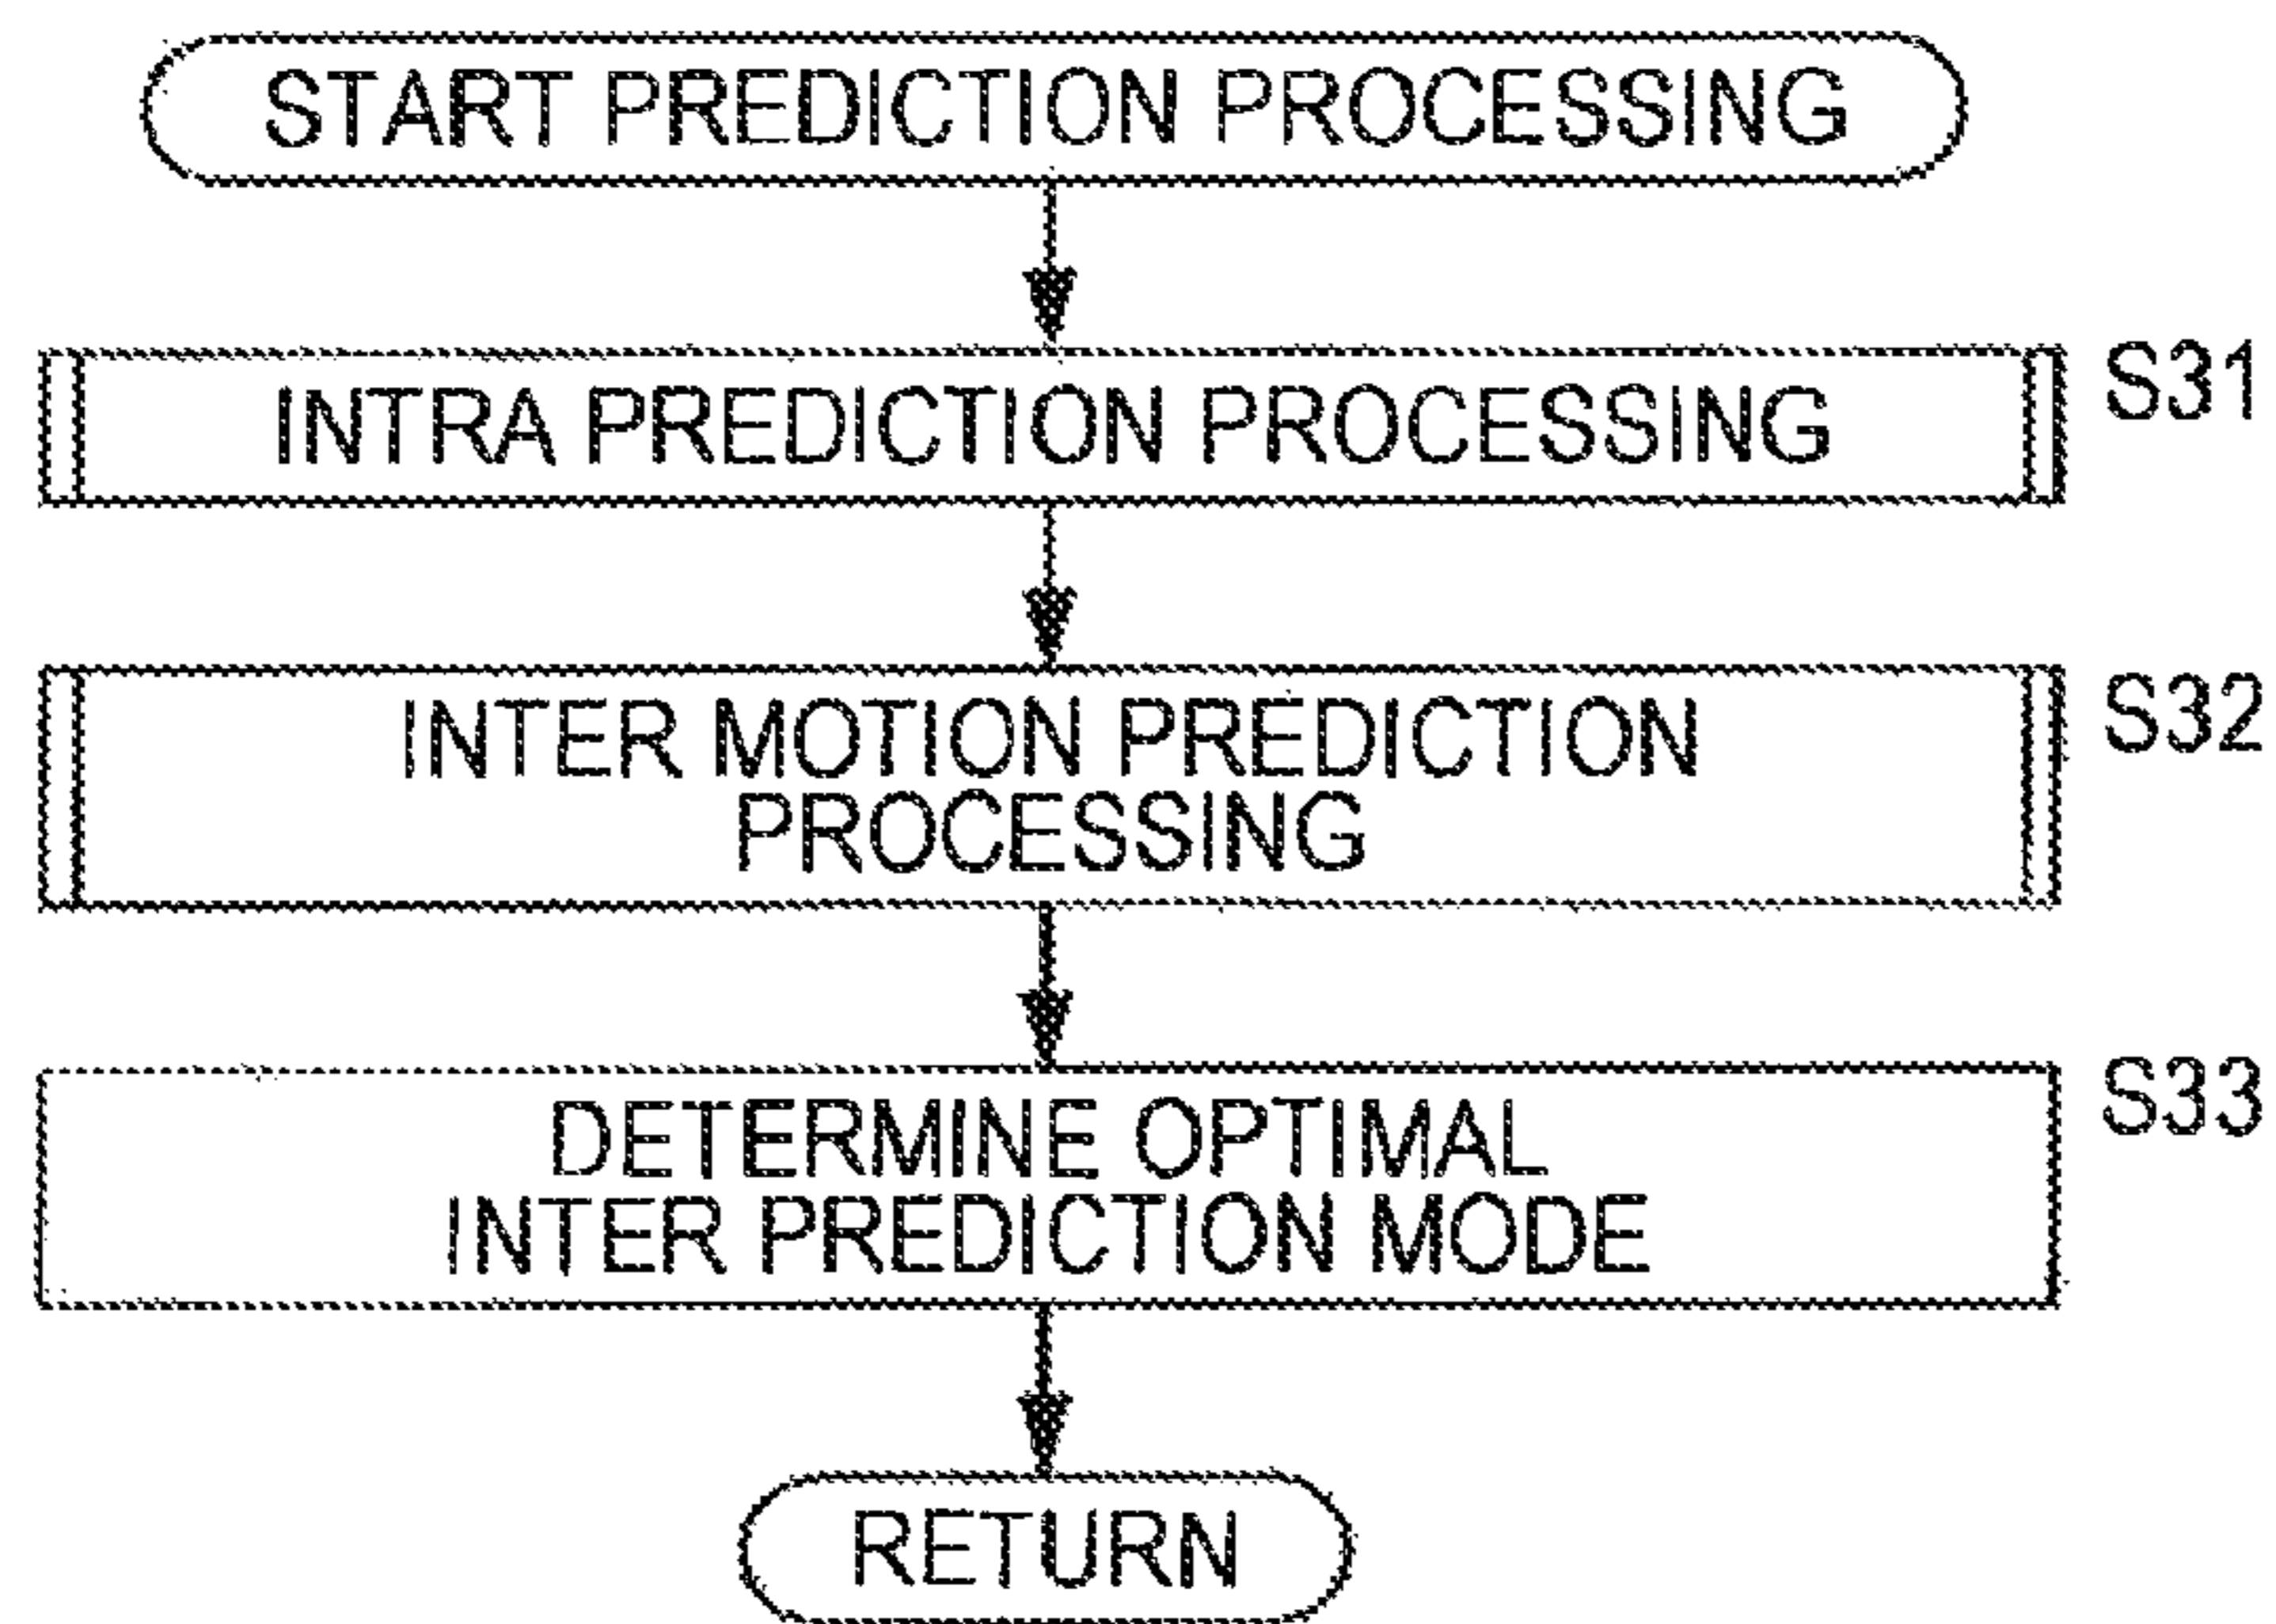 START PREDICTION PROCESSING
INTRA PREDICTION PROCESSING
S31
INTER MOTION PREDICTION
PROCESSING
S32
DETERMINE OPTIMAL
INTER PREDICTION MODE
S33
RETURN